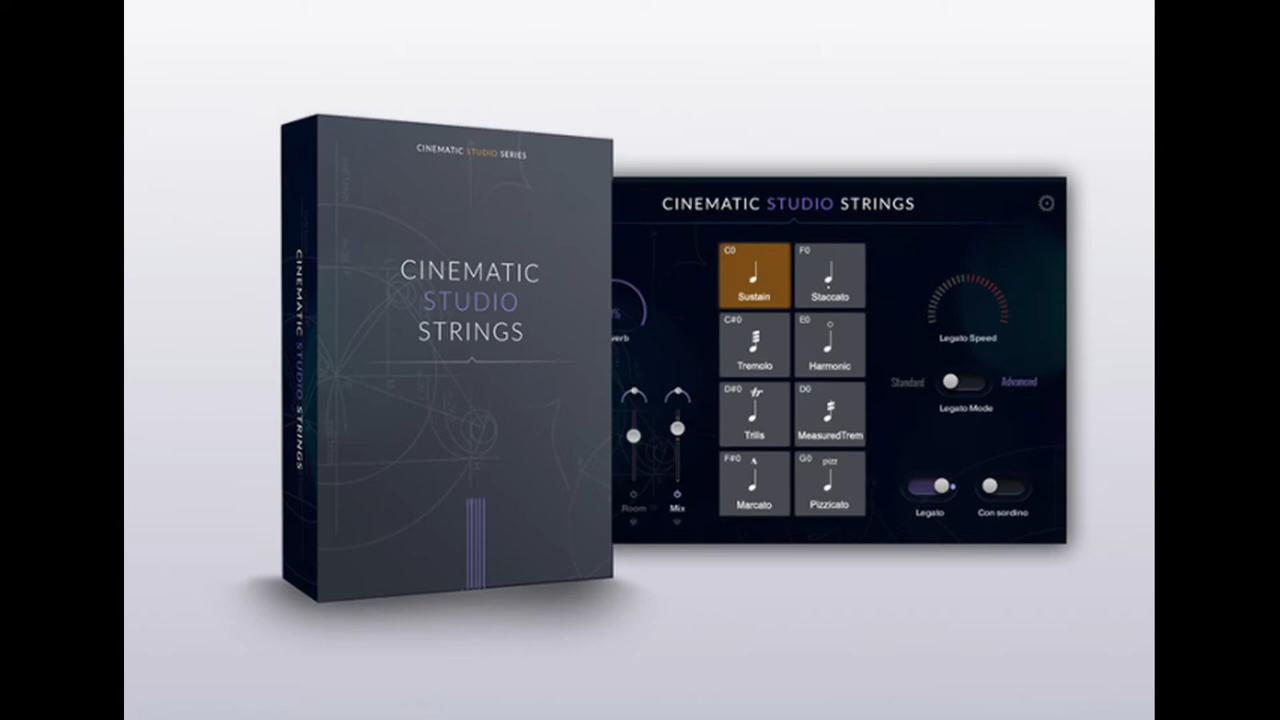 CINEMATIC STUDIO SERIES
CINEMATIC
STUDIO
STRINGS
CINEMATIC STUDIO STRINGS
CINEMATIC STUDIO STRINGS
C0
Sustain
F0
Staccato
C#0
Tremolo
E0
Harmonic
D#0
tr
Trills
D0
MeasuredTrem
F#0
Marcato
G0
pizz
Pizzicato
Room
Mix
Legato Speed
Standard
Advanced
Legato Mode
Legato
Con sordino